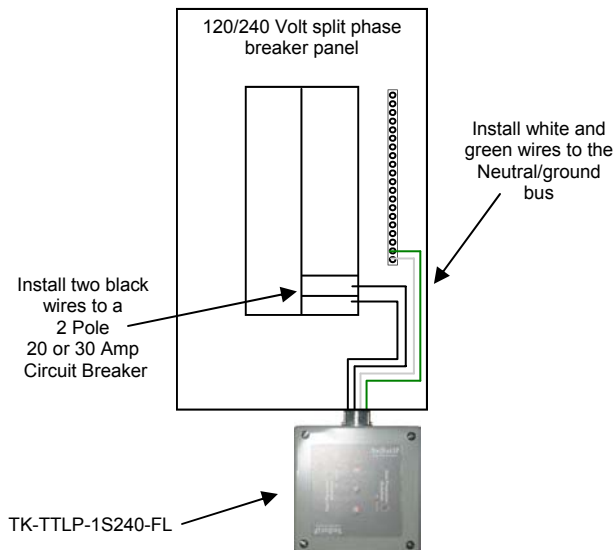 120/240 Volt split phase
breaker panel
Install white and
green wires to the
Neutral/ground
bus
Install two black
wires to a
2 Pole
20 or 30 Amp
Circuit Breaker
TK-TTLP-1S240-FL